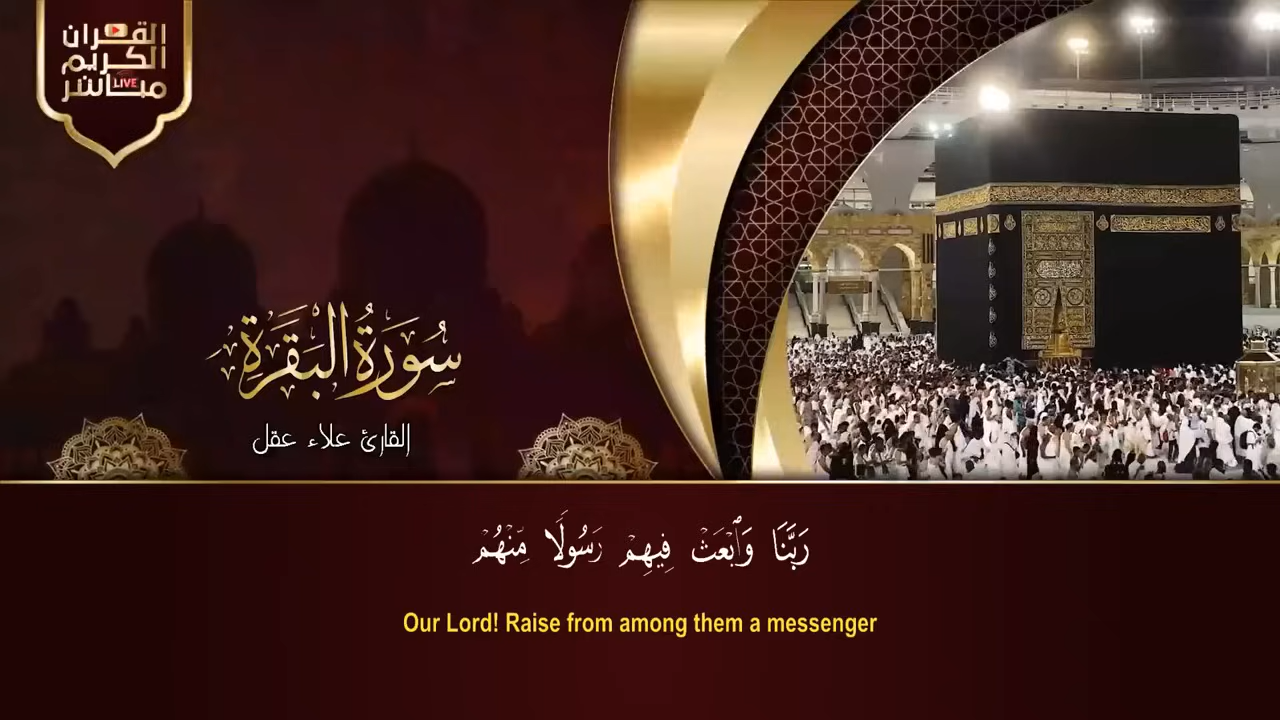 القرآن
الكريم
مباشر
LIVE
سُورَةُ البَقَرَة
القارئ علاء عقل
رَبَّنَا وَٱبْعَثْ فِيهِمْ رَسُولًا مِّنْهُمْ
Our Lord! Raise from among them a messenger